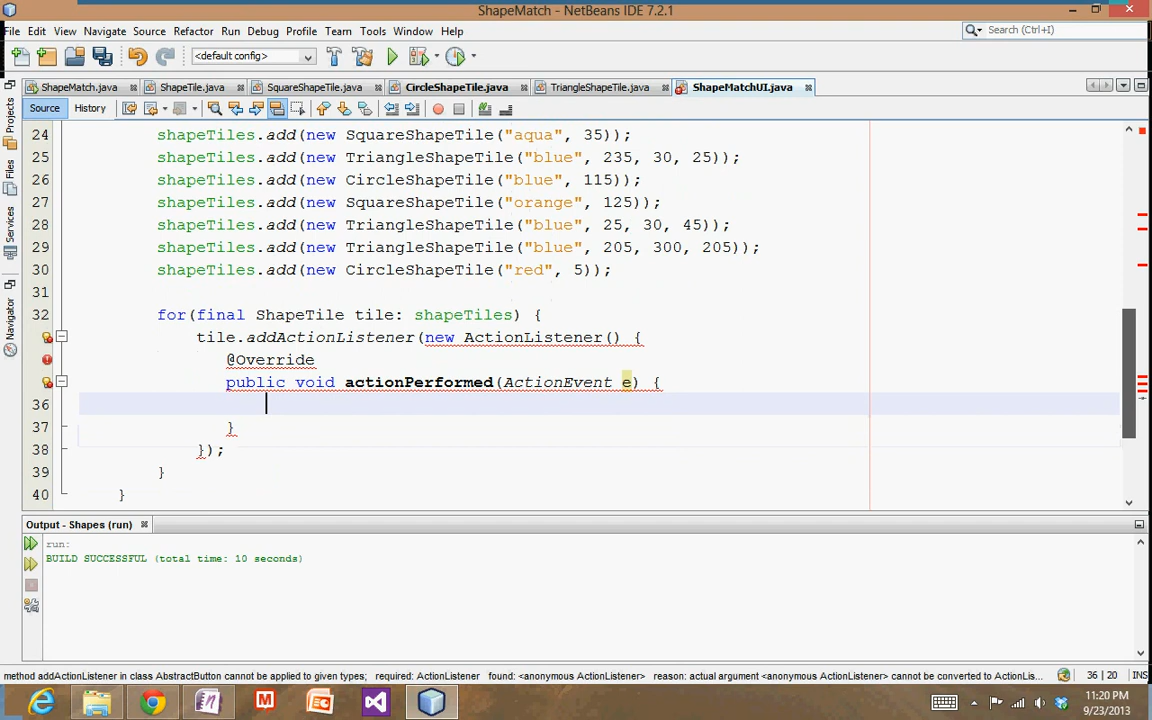 ShapeMatch - NetBeans IDE 7.2.1
File Edit View Navigate Source Refactor Run Debug Profile Team Tools Window Help
Search (Ctrl+I)
<default config>
ShapeMatch.java ShapeTile.java SquareShapeTile.java CircleShapeTile.java TriangleShapeTile.java ShapeMatchUI.java
Source History
Projects
Files
Services
Navigator
24 shapeTiles.add(new SquareShapeTile("aqua", 35));
25 shapeTiles.add(new TriangleShapeTile("blue", 235, 30, 25));
26 shapeTiles.add(new CircleShapeTile("blue", 115));
27 shapeTiles.add(new SquareShapeTile("orange", 125));
28 shapeTiles.add(new TriangleShapeTile("blue", 25, 30, 45));
29 shapeTiles.add(new TriangleShapeTile("blue", 205, 300, 205));
30 shapeTiles.add(new CircleShapeTile("red", 5));
31
32 for(final ShapeTile tile: shapeTiles) {
tile.addActionListener(new ActionListener() {
@Override
public void actionPerformed(ActionEvent e) {
36
37 }
38 });
39 }
40 }
Output - Shapes (run)
run:
BUILD SUCCESSFUL (total time: 10 seconds)
method addActionListener in class AbstractButton cannot be applied to given types; required: ActionListener found: <anonymous ActionListener> reason: actual argument <anonymous ActionListener> cannot be converted to ActionLis... 36 | 20 INS
11:20 PM
9/23/2013